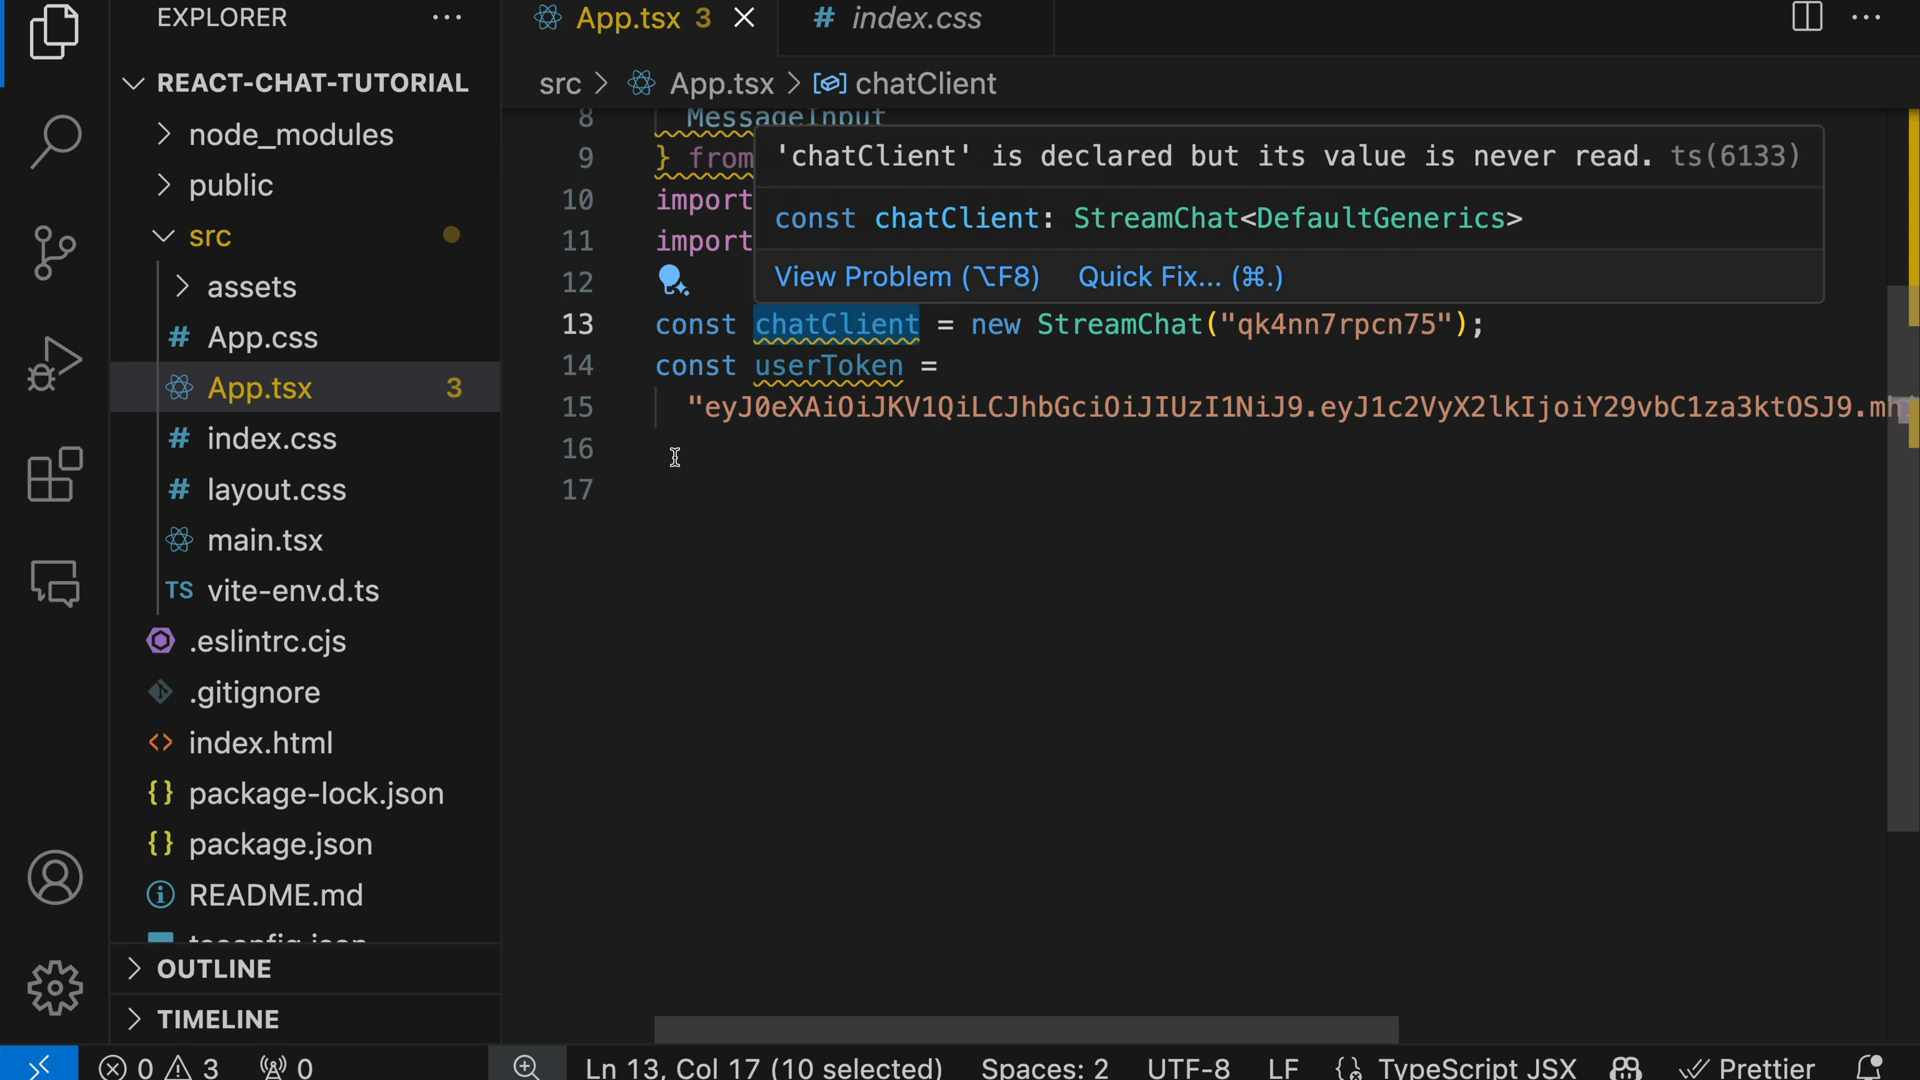 EXPLORER
App.tsx 3
# index.css
REACT-CHAT-TUTORIAL
src > App.tsx > chatClient
node_modules
public
src
assets
# App.css
App.tsx 3
# index.css
# layout.css
main.tsx
TS vite-env.d.ts
.eslintrc.cjs
.gitignore
<> index.html
{} package-lock.json
{} package.json
README.md
tsconfig.json
OUTLINE
TIMELINE
8 MessageInput
9 } from
10 import
11 import
12
'chatClient' is declared but its value is never read. ts(6133)
const chatClient: StreamChat<DefaultGenerics>
View Problem (⌥F8) Quick Fix... (⌘.)
13 const chatClient = new StreamChat("qk4nn7rpcn75");
14 const userToken =
15 "eyJ0eXAiOiJKV1QiLCJhbGciOiJIUzI1NiJ9.eyJ1c2VyX2lkIjoiY29vbC1za3ktOSJ9.mh
16
17
0 3 0
Ln 13, Col 17 (10 selected) Spaces: 2 UTF-8 LF {} TypeScript JSX Prettier